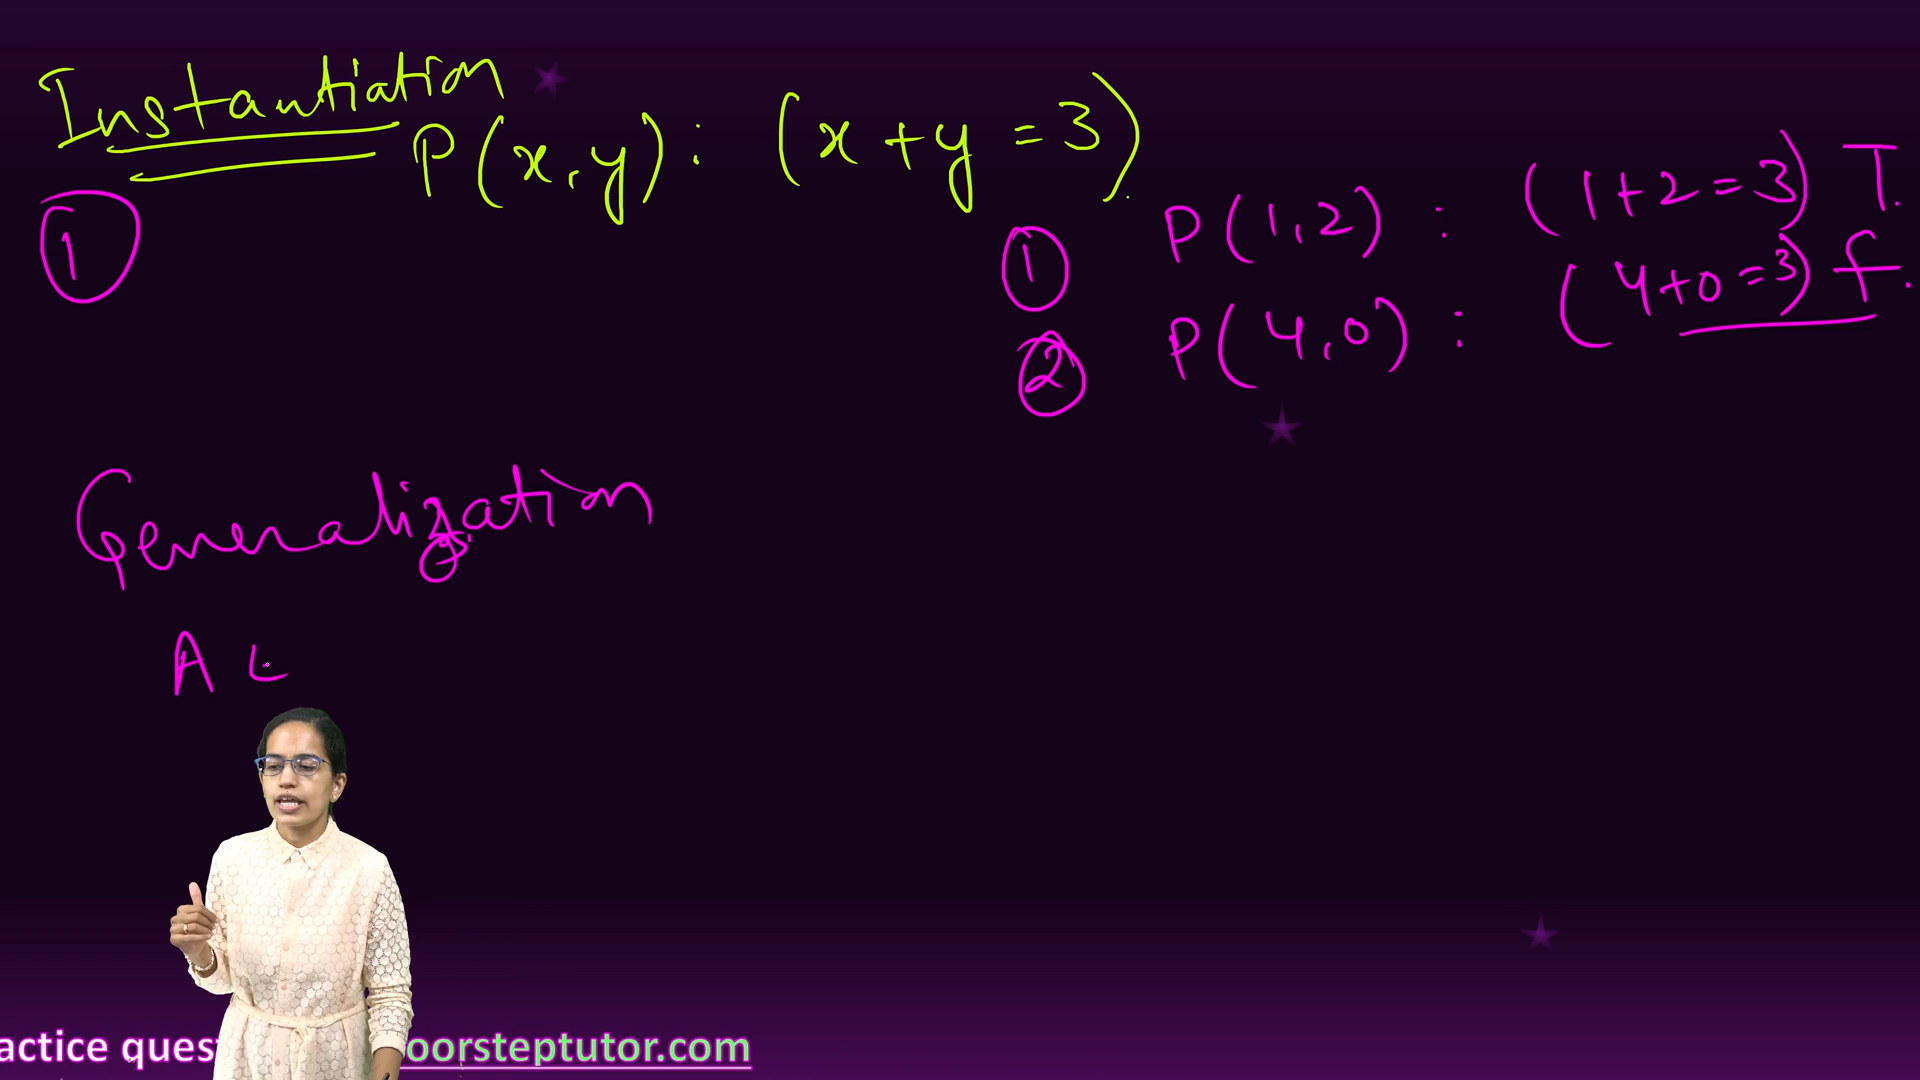 Instantiation
P(x,y): (x+y=3).
①
① P(1,2): (1+2=3) T.
② P(4,0): (4+0=3) f.
Generalization
A
actice ques oorsteptutor.com